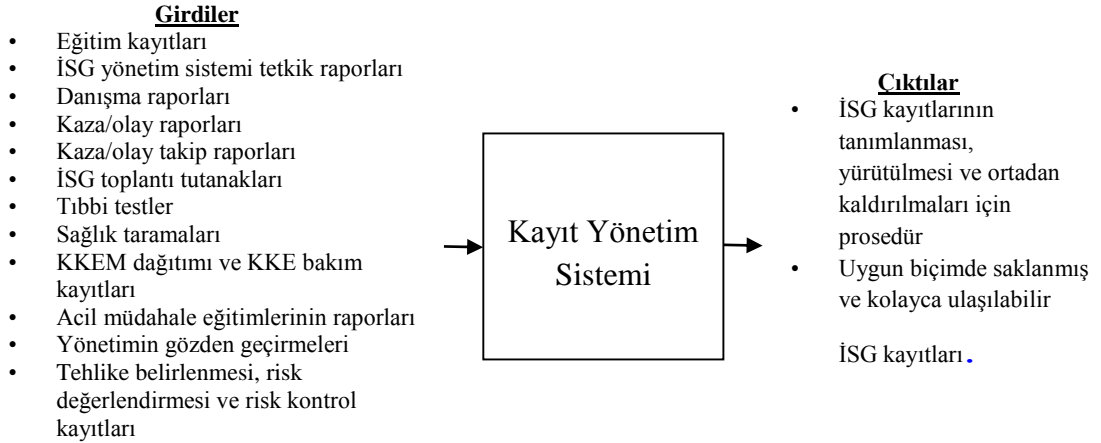 Girdiler
• Eğitim kayıtları
• İSG yönetim sistemi tetkik raporları
• Danışma raporları
• Kaza/olay raporları
• Kaza/olay takip raporları
• İSG toplantı tutanakları
• Tıbbi testler
• Sağlık taramaları
• KKEM dağıtımı ve KKE bakım
kayıtları
• Acil müdahale eğitimlerinin raporları
• Yönetimin gözden geçirmeleri
• Tehlike belirlenmesi, risk
değerlendirmesi ve risk kontrol
kayıtları
Kayıt Yönetim
Sistemi
Çıktılar
• İSG kayıtlarının
tanımlanması,
yürütülmesi ve ortadan
kaldırılmaları için
prosedür
• Uygun biçimde saklanmış
ve kolayca ulaşılabilir
İSG kayıtları.